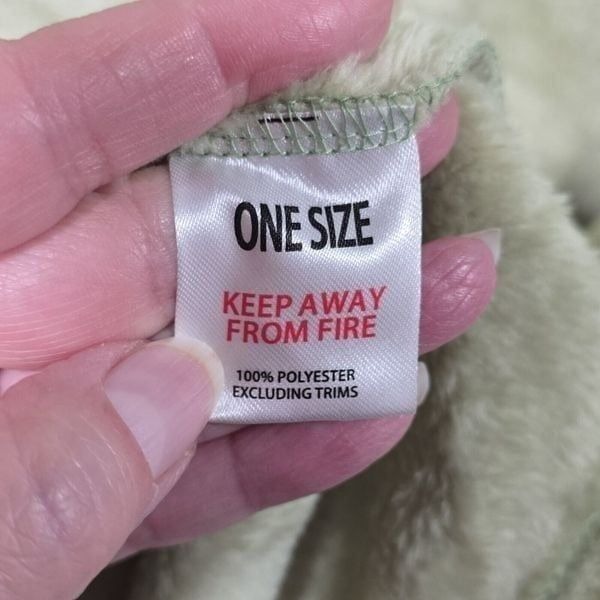 ONE SIZE
KEEP AWAY
FROM FIRE
100% POLYESTER
EXCLUDING TRIMS